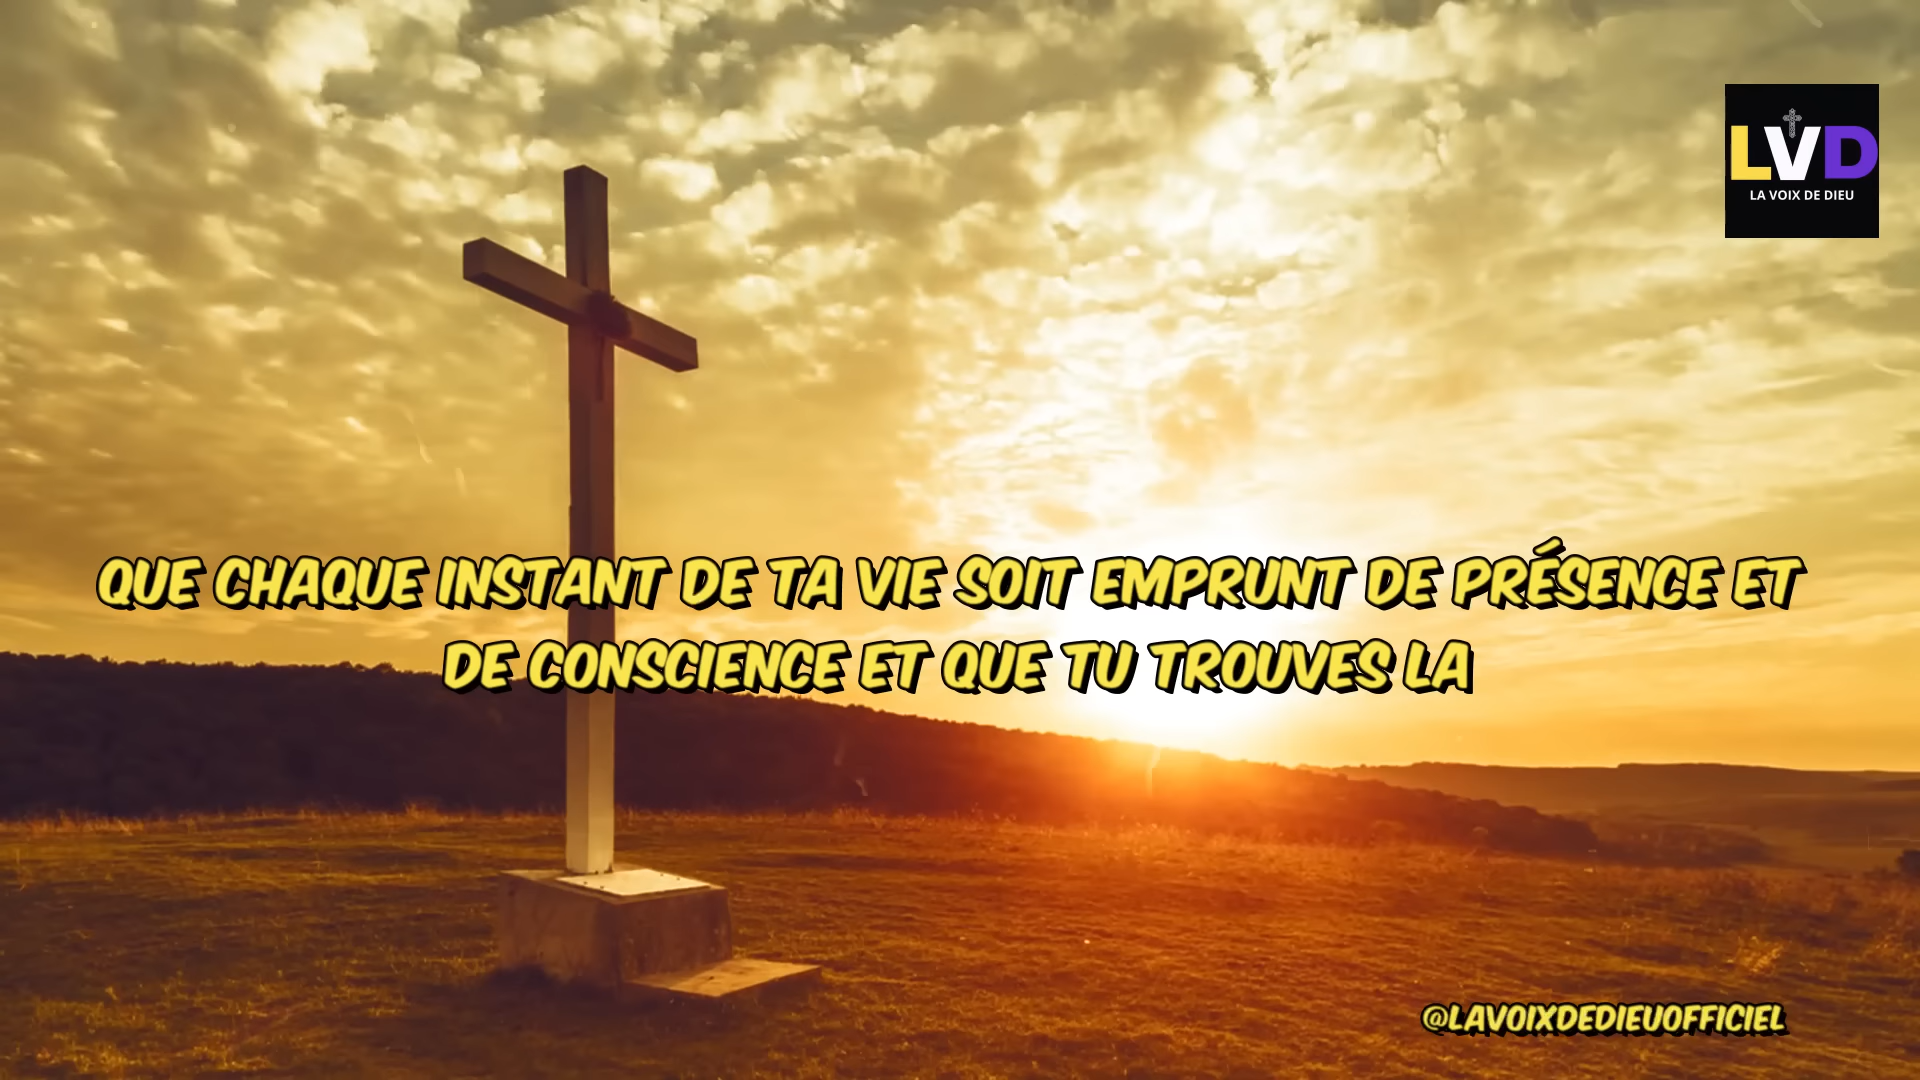 LVD
LA VOIX DE DIEU
QUE CHAQUE INSTANT DE TA VIE SOIT EMPRUNT DE PRÉSENCE ET
DE CONSCIENCE ET QUE TU TROUVES LA
@LAVOIXDEDIEUOFFICIEL